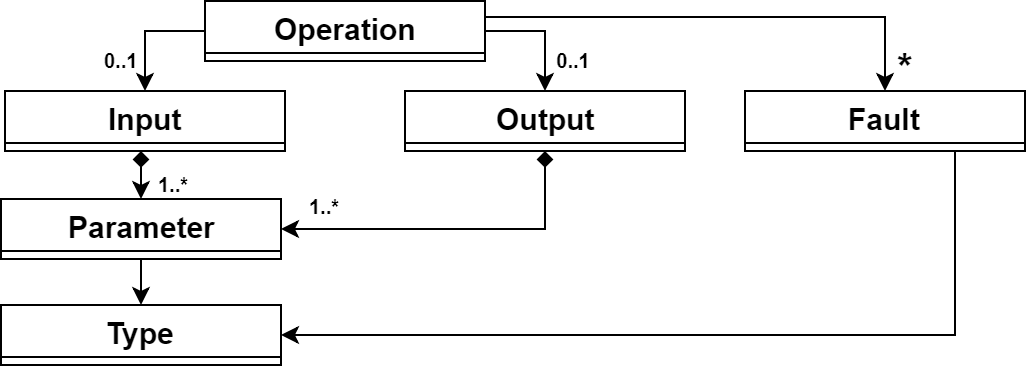 Operation
0..1
0..1
*
Input
Output
Fault
1..*
1..*
Parameter
Type